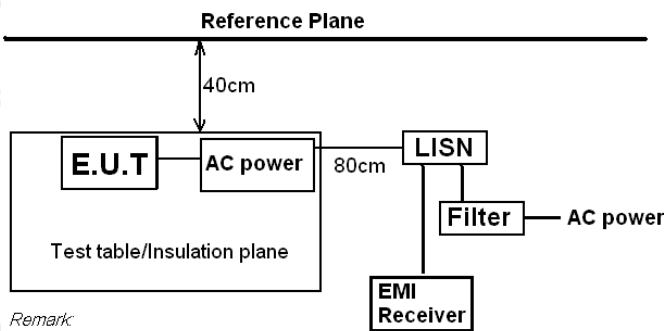 Reference Plane
40cm
E.U.T
AC power
80cm
LISN
Filter
AC power
Test table/Insulation plane
EMI
Receiver
Remark: